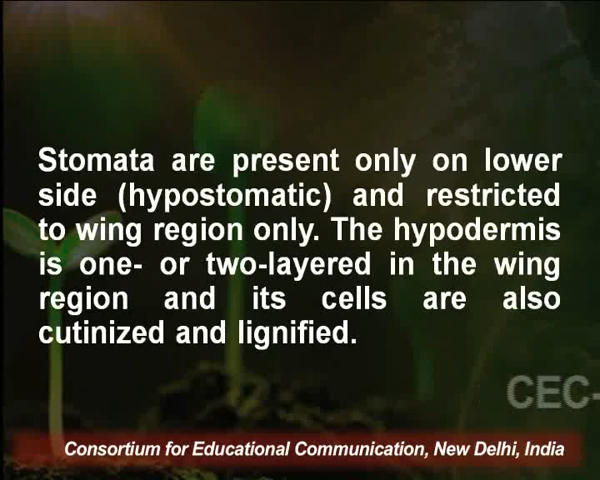 Stomata are present only on lower
side (hypostomatic) and restricted
to wing region only. The hypodermis
is one- or two-layered in the wing
region and its cells are also
cutinized and lignified.
CEC-
Consortium for Educational Communication, New Delhi, India